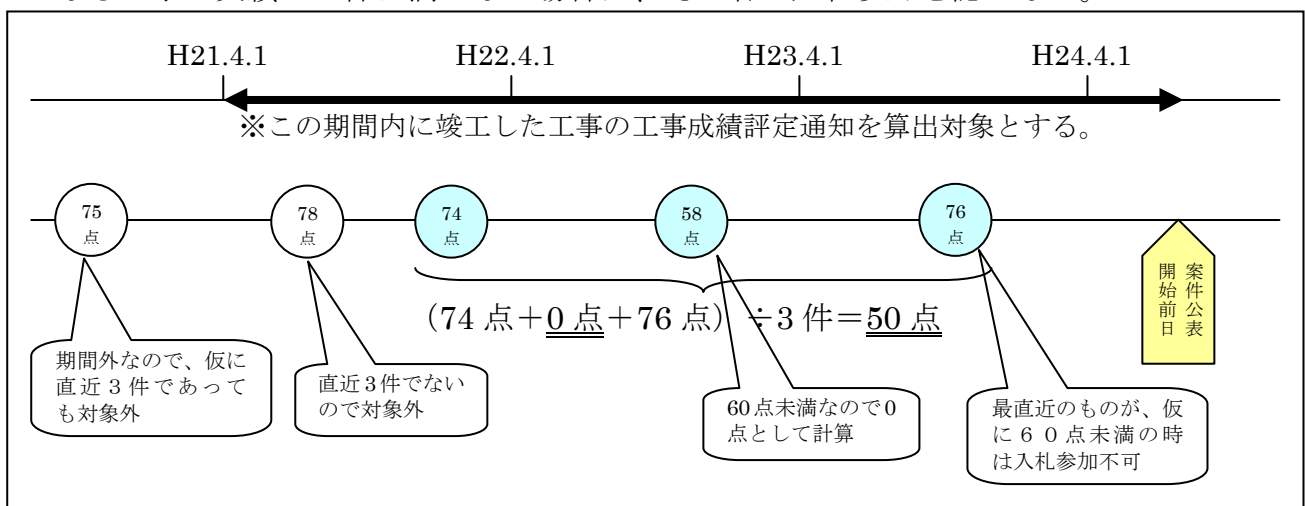 H21.4.1 H22.4.1 H23.4.1 H24.4.1
※この期間内に竣工した工事の工事成績評定通知を算出対象とする。
75
点
78
点
74
点
58
点
76
点
案件公表
開始前日
(74 点+0 点+76 点)÷3 件=50 点
期間外なので、仮に
直近3件であって
も対象外
直近3件でない
ので対象外
60点未満なので0
点として計算
最直近のものが、仮
に60点未満の時
は入札参加不可